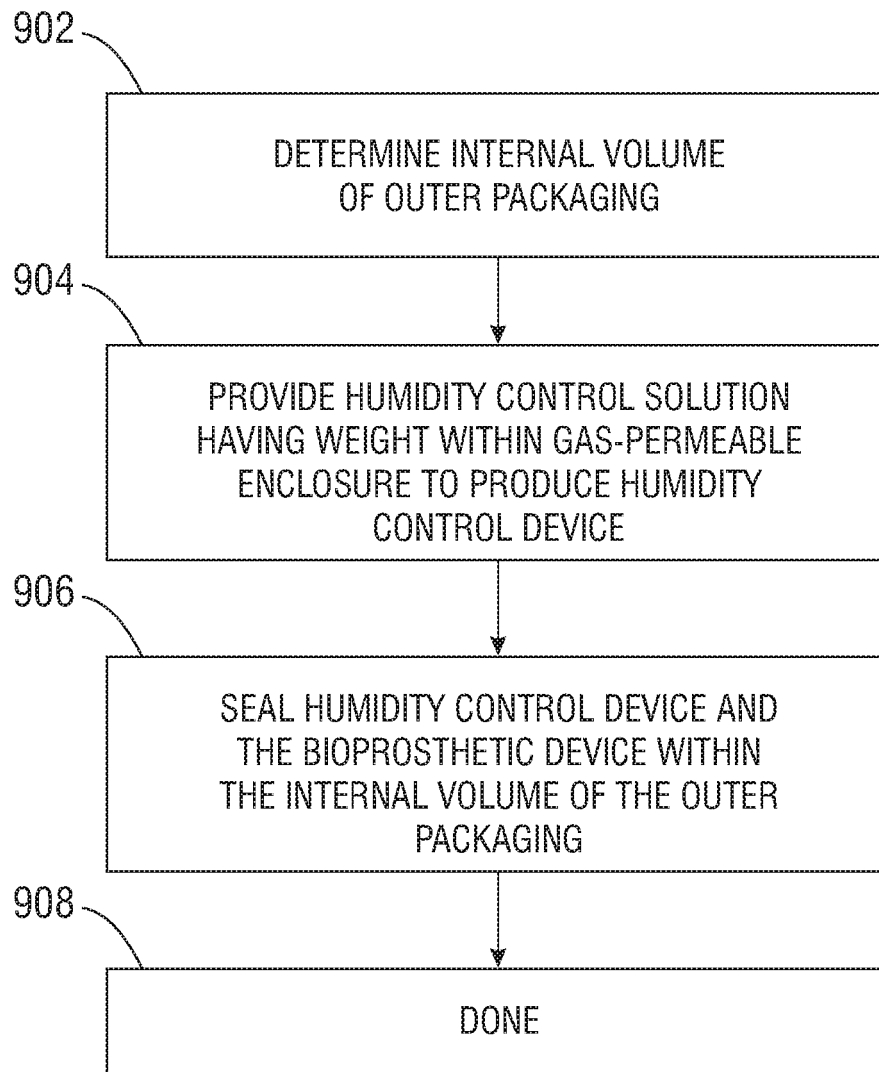 902
DETERMINE INTERNAL VOLUME
OF OUTER PACKAGING
904
PROVIDE HUMIDITY CONTROL SOLUTION
HAVING WEIGHT WITHIN GAS-PERMEABLE
ENCLOSURE TO PRODUCE HUMIDITY
CONTROL DEVICE
906
SEAL HUMIDITY CONTROL DEVICE AND
THE BIOPROSTHETIC DEVICE WITHIN
THE INTERNAL VOLUME OF THE OUTER
PACKAGING
908
DONE